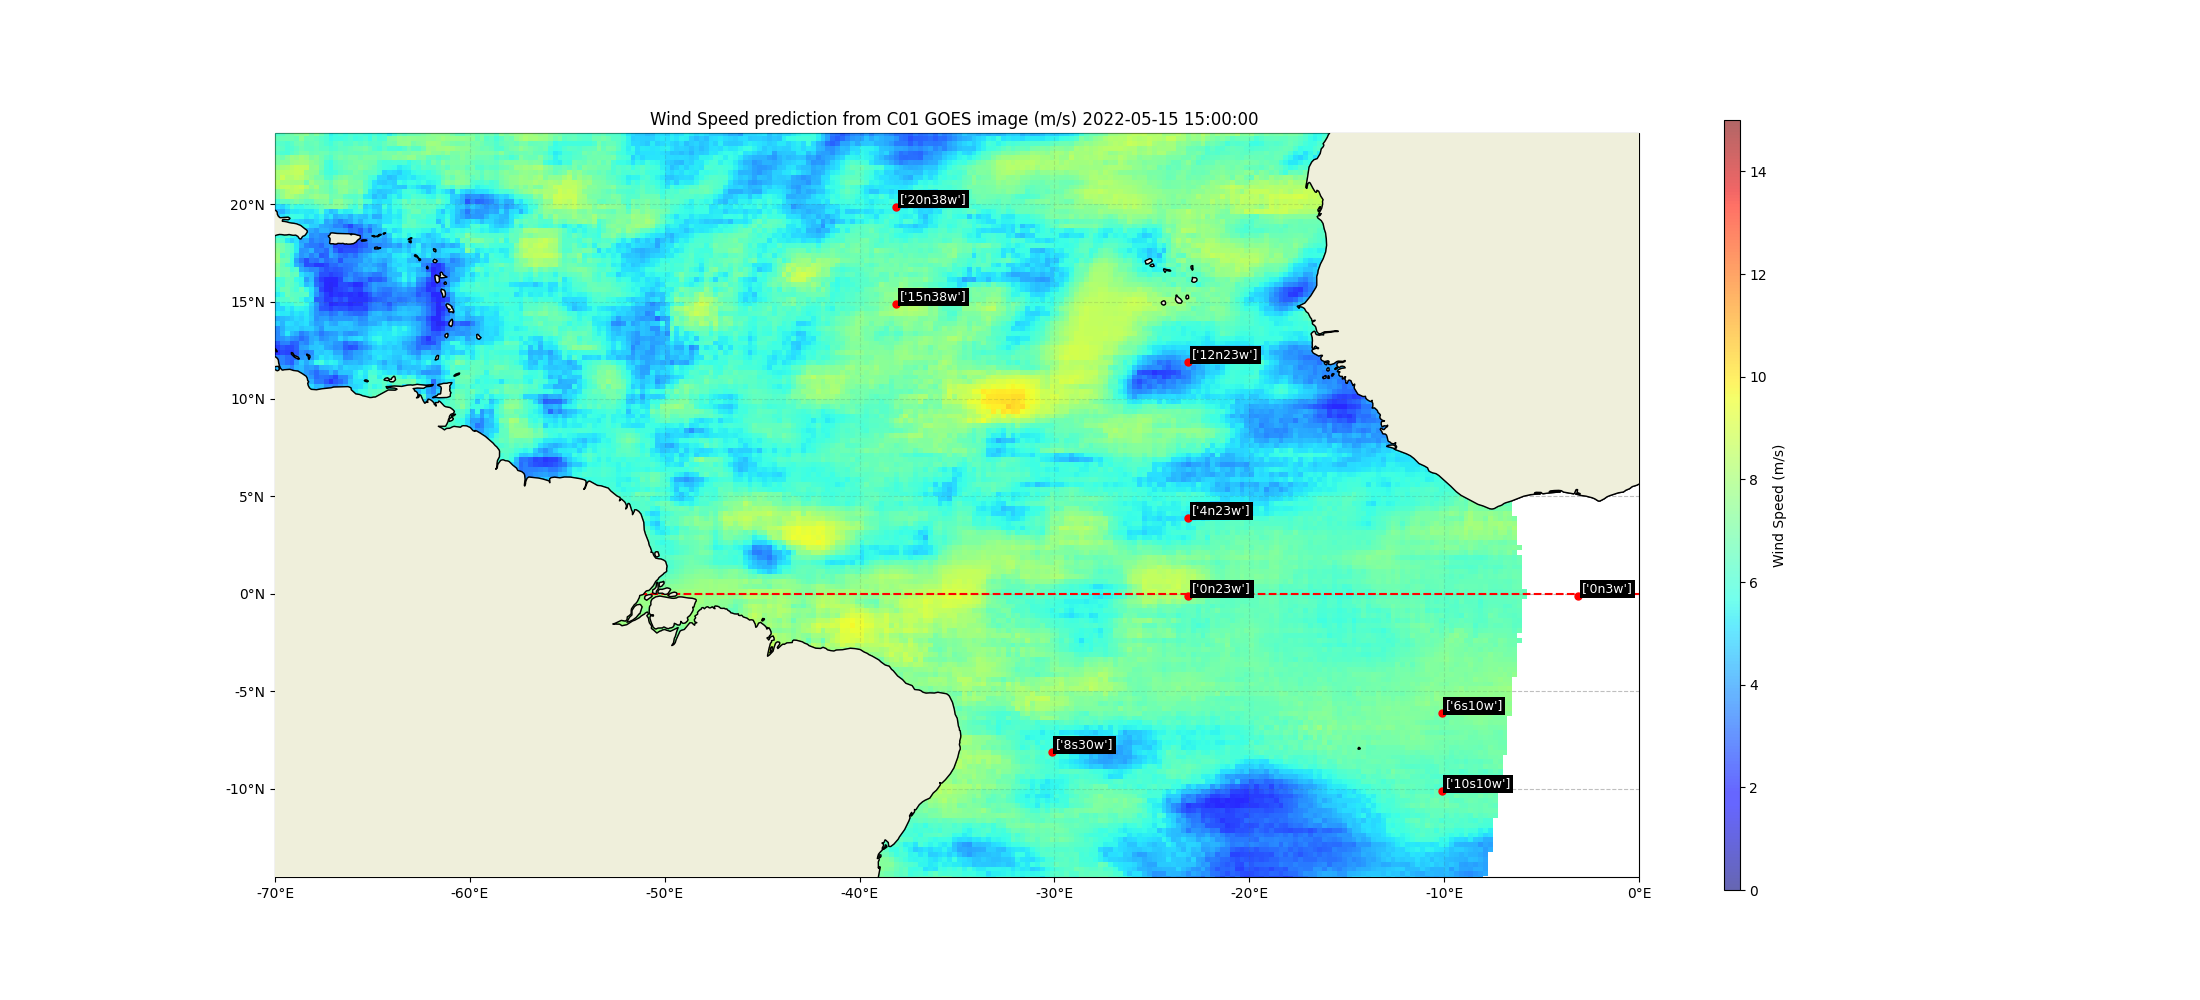 Wind Speed prediction from C01 GOES image (m/s) 2022-05-15 15:00:00
20°N
15°N
10°N
5°N
0°N
-5°N
-10°N
-70°E
-60°E
-50°E
-40°E
-30°E
-20°E
-10°E
0°E
['20n38w']
['15n38w']
['12n23w']
['4n23w']
['0n23w']
['0n3w']
['6s10w']
['8s30w']
['10s10w']
14
12
10
8
6
4
2
0
Wind Speed (m/s)